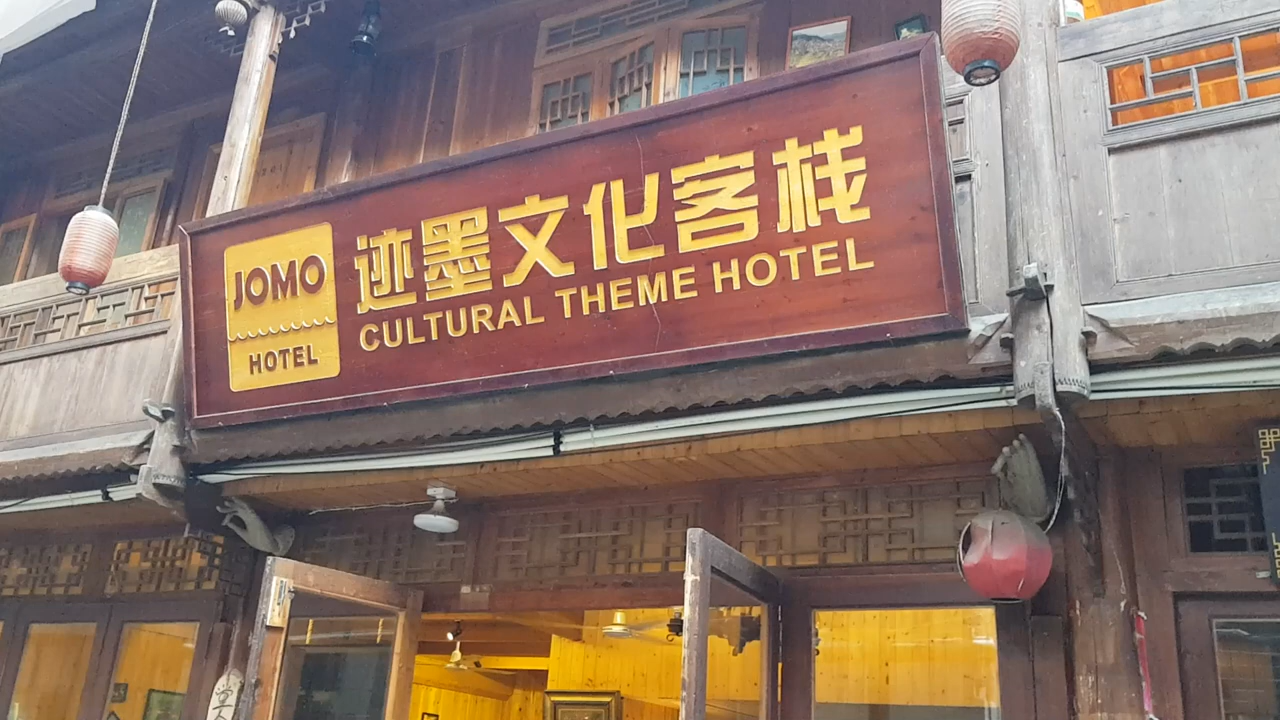 JOMO
HOTEL
迹墨文化客栈
CULTURAL THEME HOTEL